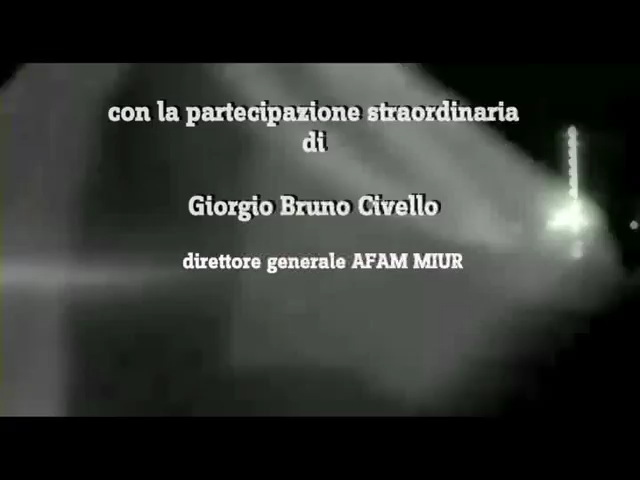 con la partecipazione straordinaria
di
Giorgio Bruno Civello
direttore generale AFAM MIUR